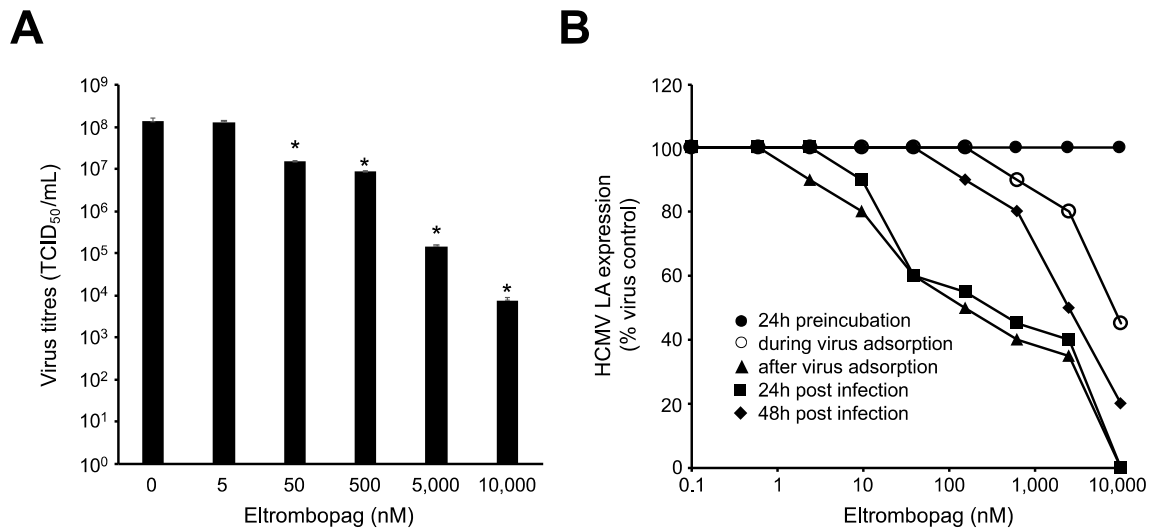 A
Virus titres (TCID₅₀/mL)
10⁹
10⁸
10⁷
10⁶
10⁵
10⁴
10³
10²
10¹
10⁰
* * * *
0 5 50 500 5,000 10,000
Eltrombopag (nM)
B
HCMV LA expression
(% virus control)
120
100
80
60
40
20
0
24h preincubation
during virus adsorption
after virus adsorption
24h post infection
48h post infection
0.1 1 10 100 1,000 10,000
Eltrombopag (nM)